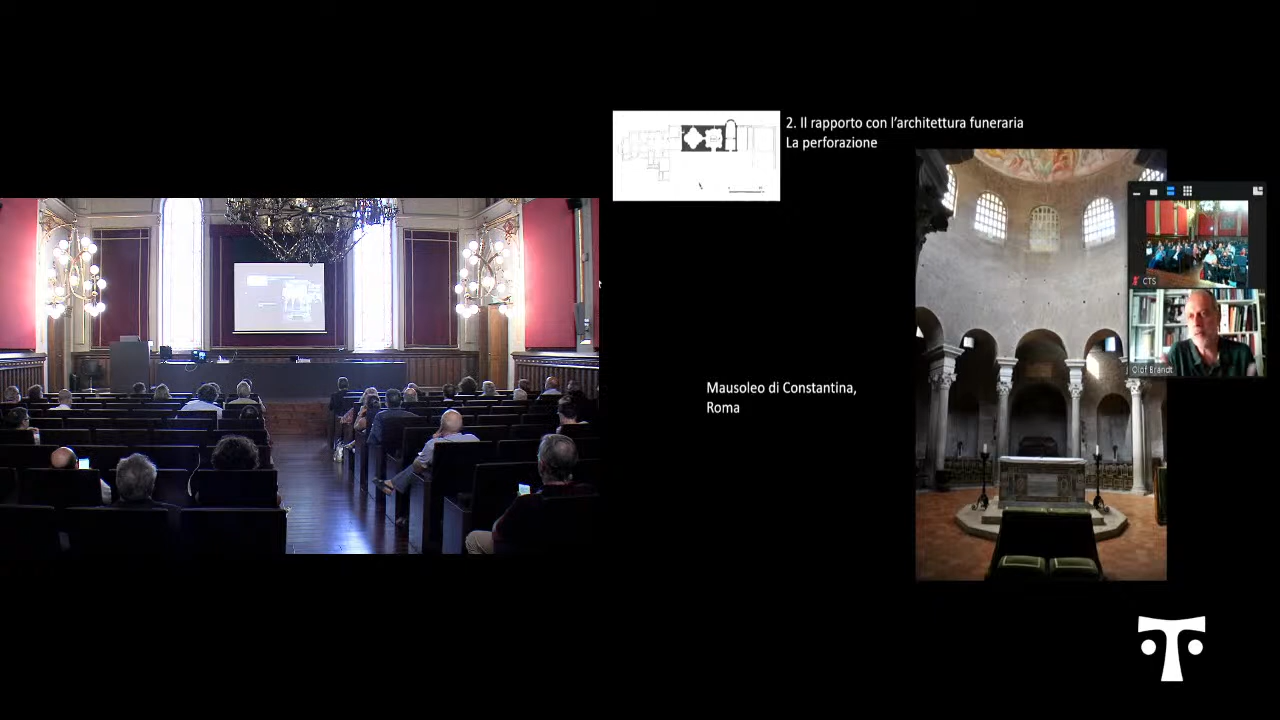 2. Il rapporto con l’architettura funeraria
La perforazione
Mausoleo di Constantina,
Roma
CTS
Olof Brandt